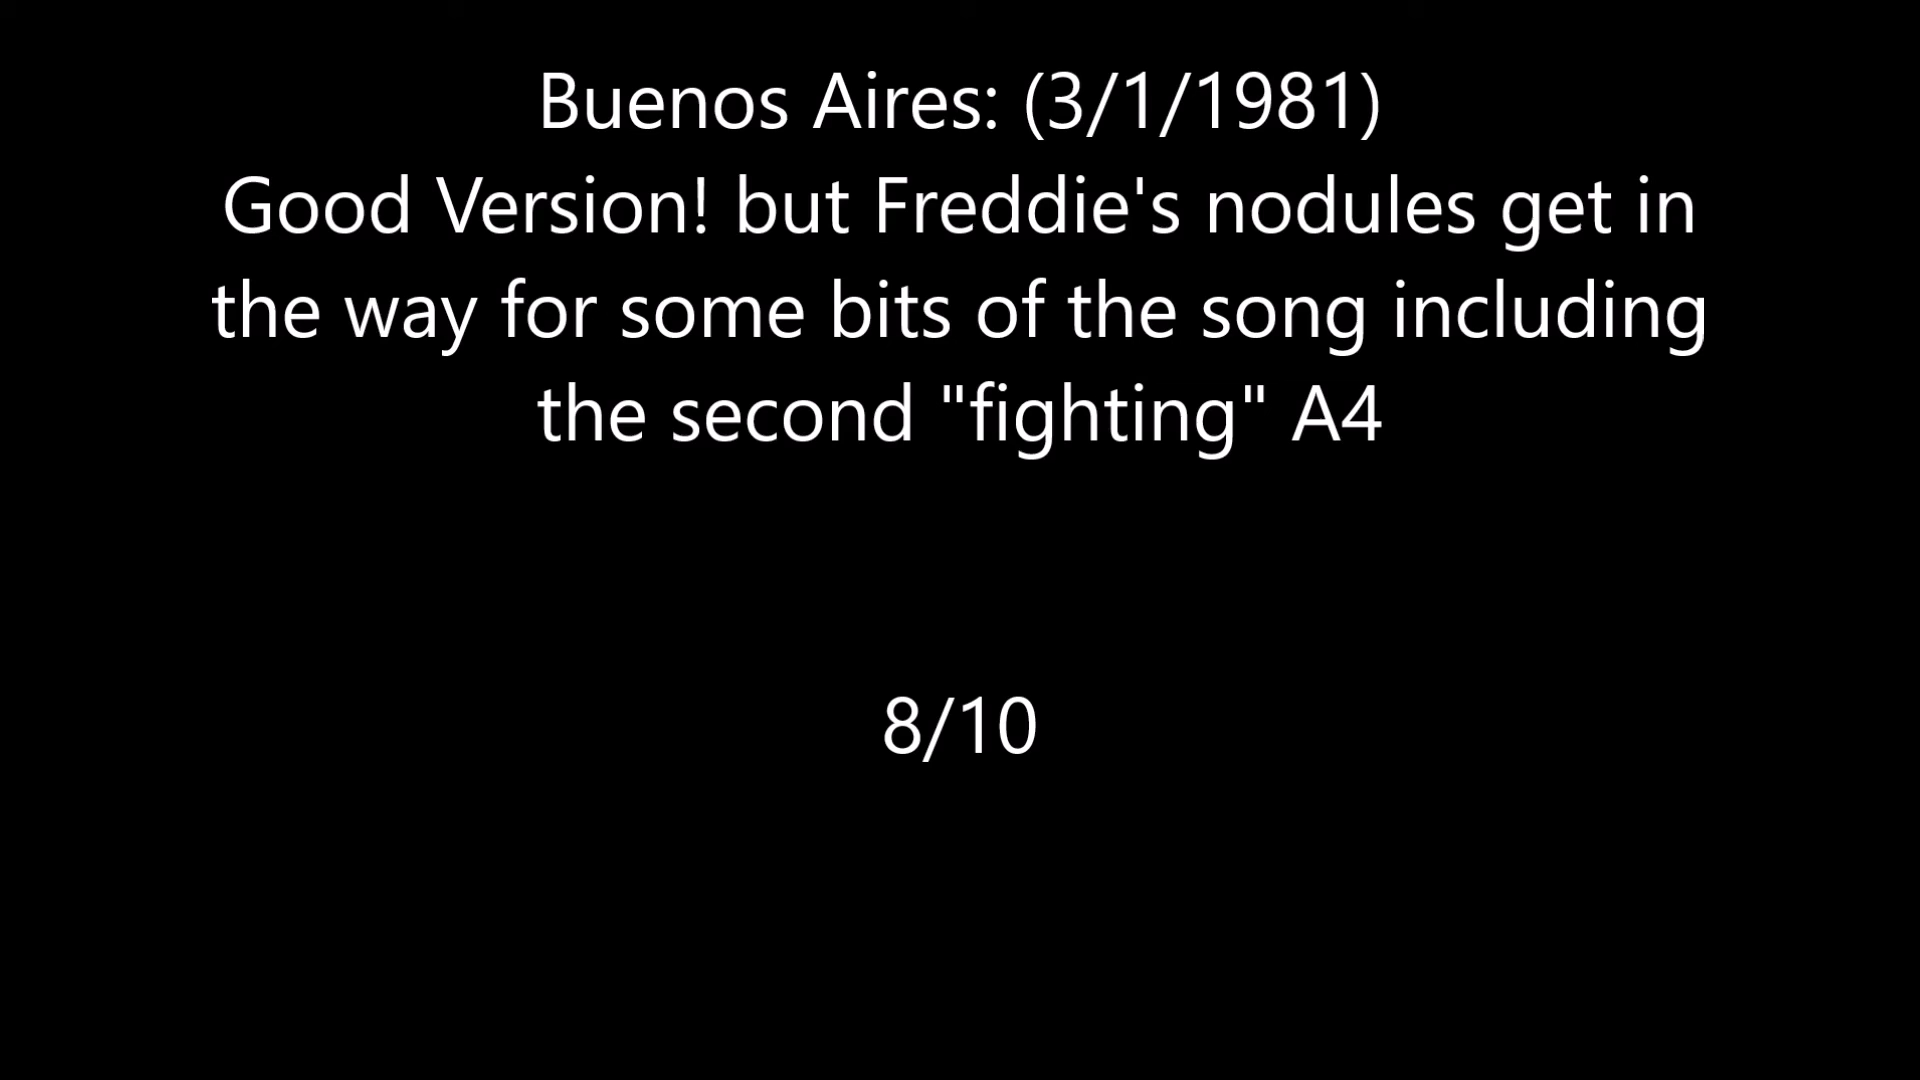 Buenos Aires: (3/1/1981)
Good Version! but Freddie's nodules get in
the way for some bits of the song including
the second "fighting" A4
8/10